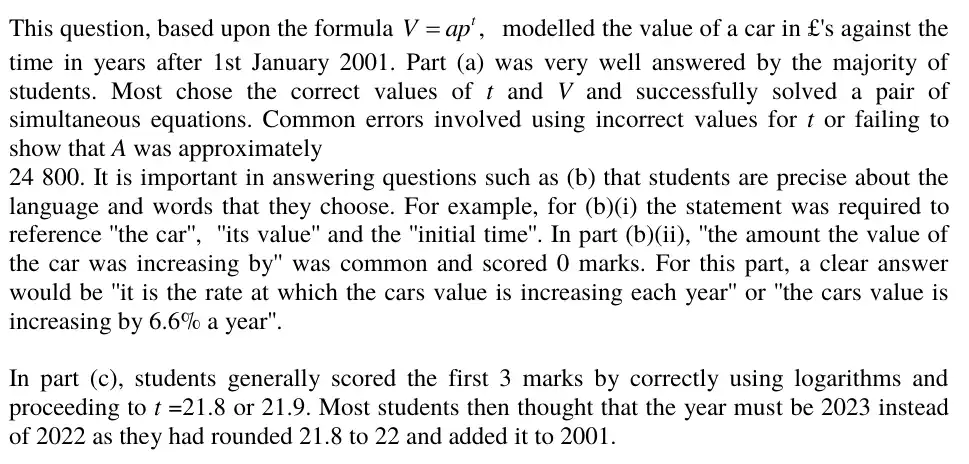 This question, based upon the formula V = ap^t, modelled the value of a car in £'s against the
time in years after 1st January 2001. Part (a) was very well answered by the majority of
students. Most chose the correct values of t and V and successfully solved a pair of
simultaneous equations. Common errors involved using incorrect values for t or failing to
show that A was approximately
24 800. It is important in answering questions such as (b) that students are precise about the
language and words that they choose. For example, for (b)(i) the statement was required to
reference "the car", "its value" and the "initial time". In part (b)(ii), "the amount the value of
the car was increasing by" was common and scored 0 marks. For this part, a clear answer
would be "it is the rate at which the cars value is increasing each year" or "the cars value is
increasing by 6.6% a year".
In part (c), students generally scored the first 3 marks by correctly using logarithms and
proceeding to t =21.8 or 21.9. Most students then thought that the year must be 2023 instead
of 2022 as they had rounded 21.8 to 22 and added it to 2001.